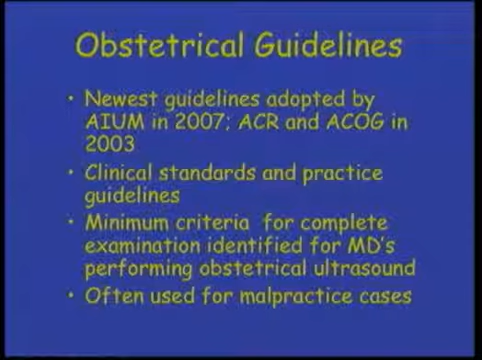 Obstetrical Guidelines
• Newest guidelines adopted by
AIUM in 2007; ACR and ACOG in
2003
• Clinical standards and practice
guidelines
• Minimum criteria for complete
examination identified for MD's
performing obstetrical ultrasound
• Often used for malpractice cases